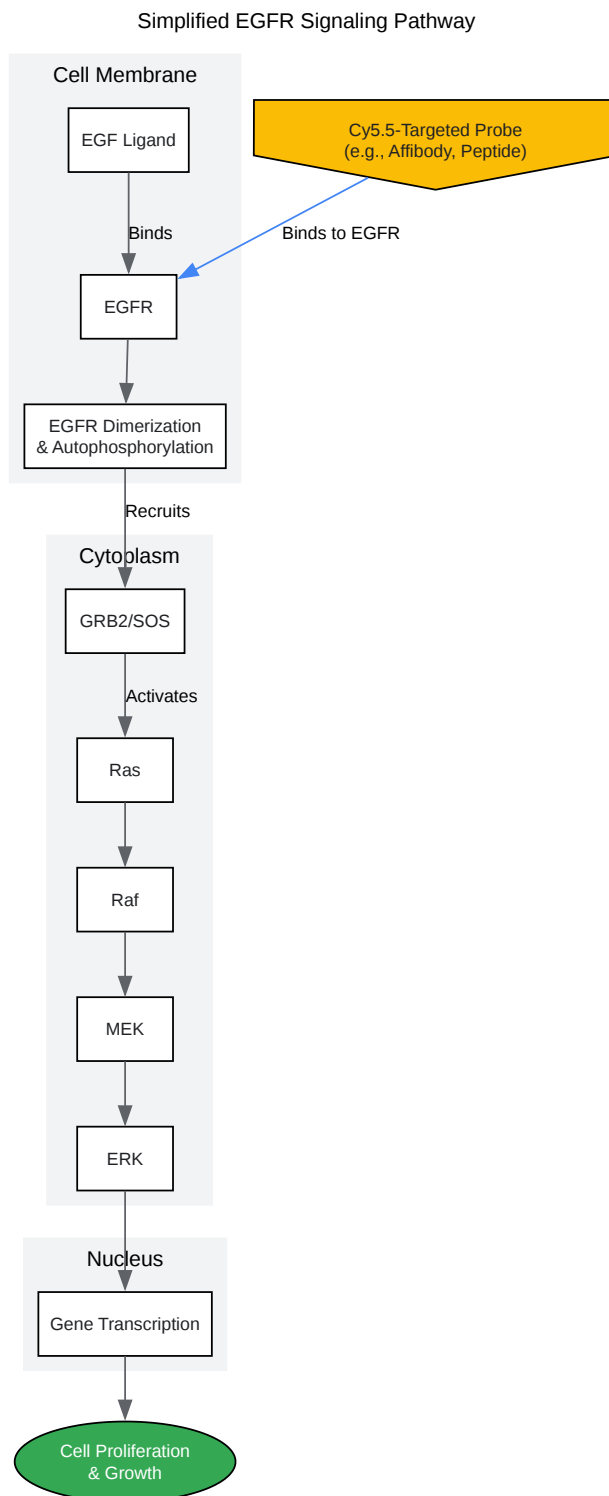 Simplified EGFR Signaling Pathway
Cell Membrane
EGF Ligand
Cy5.5-Targeted Probe
(e.g., Affibody, Peptide)
Binds
Binds to EGFR
EGFR
EGFR Dimerization
& Autophosphorylation
Recruits
Cytoplasm
GRB2/SOS
Activates
Ras
Raf
MEK
ERK
Nucleus
Gene Transcription
Cell Proliferation
& Growth